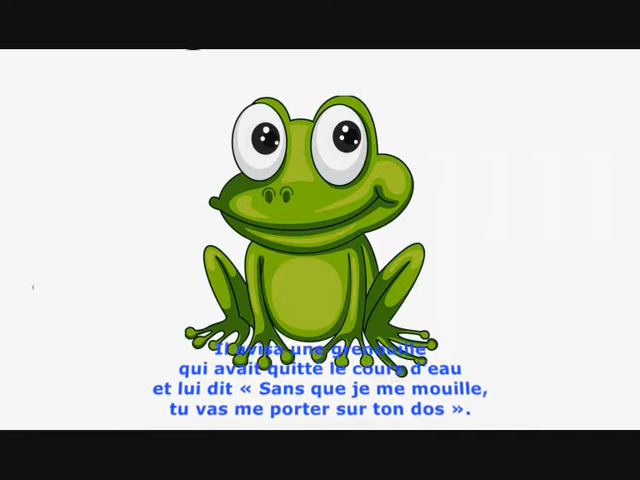 Il avisa une grenouille
qui avait quitté le cours d'eau
et lui dit « Sans que je me mouille,
tu vas me porter sur ton dos ».